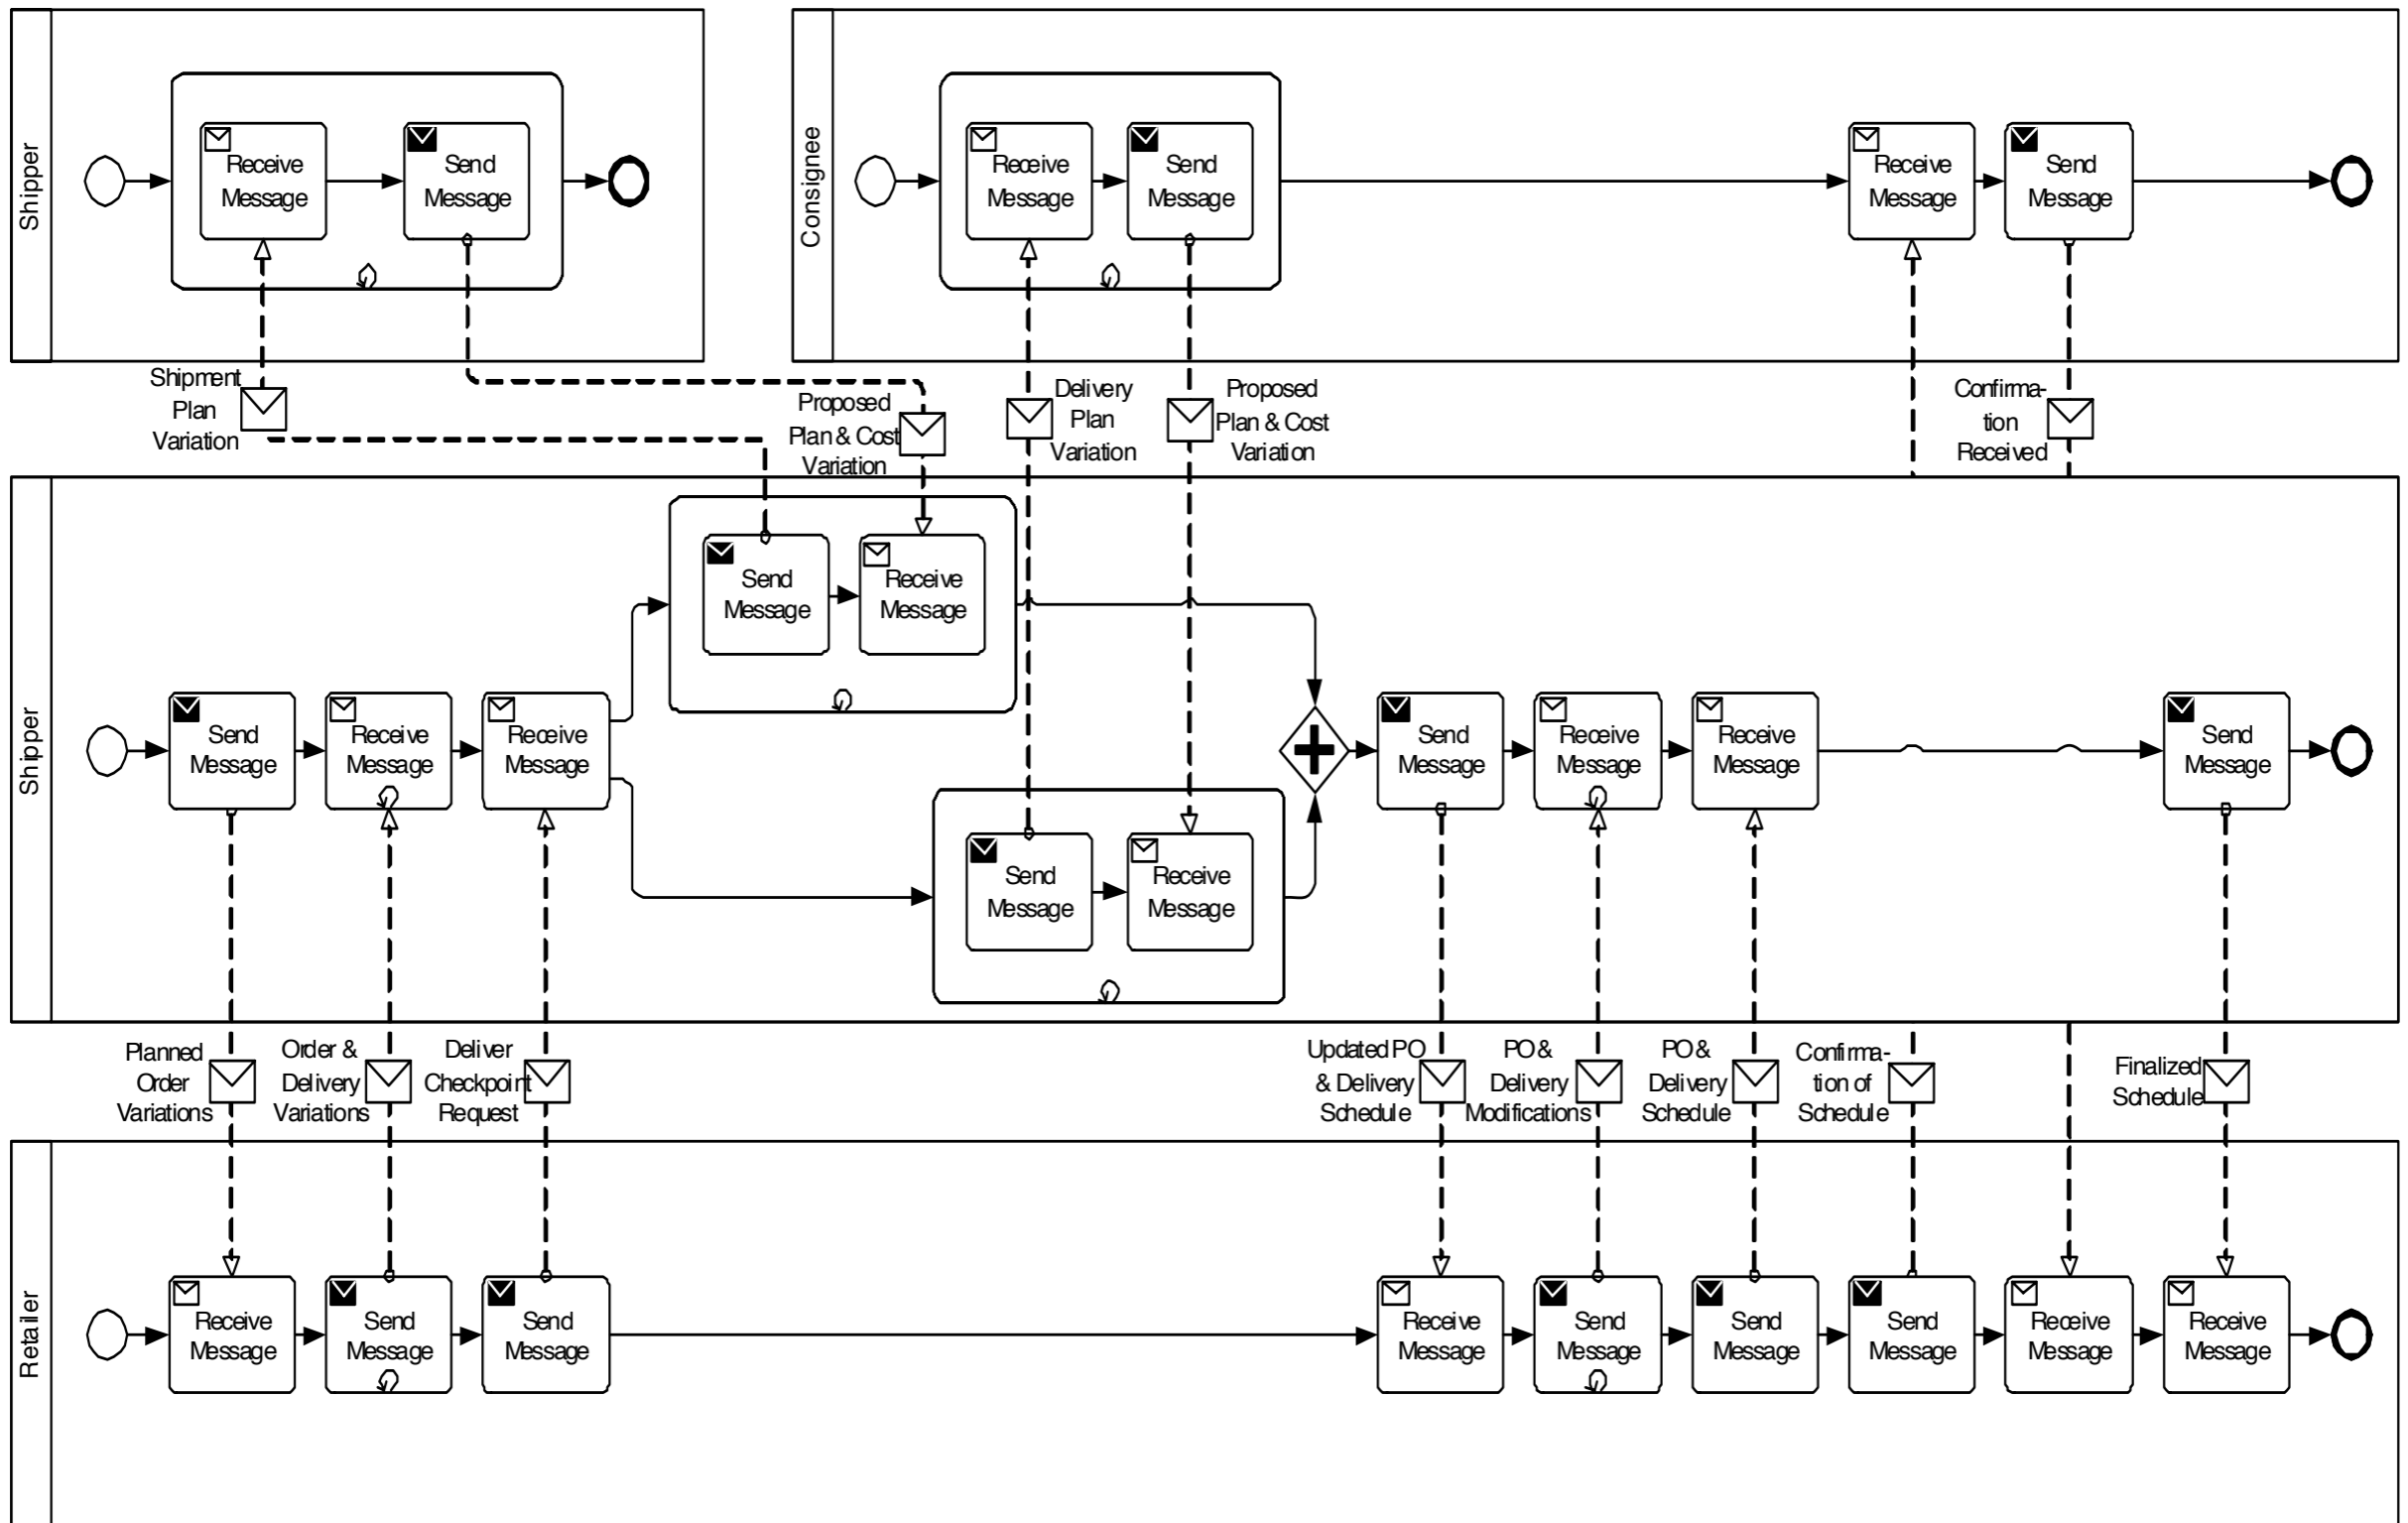 Shipper
Receive
Message
Send
Message
Consignee
Receive
Message
Send
Message
Receive
Message
Send
Message
Shipment
Plan
Variation
Proposed
Plan & Cost
Variation
Delivery
Plan
Variation
Proposed
Plan & Cost
Variation
Confirma-
tion
Received
Shipper
Send
Message
Receive
Message
Send
Message
Receive
Message
Receive
Message
Send
Message
Receive
Message
Send
Message
Receive
Message
Receive
Message
Send
Message
Planned
Order
Variations
Order &
Delivery
Variations
Deliver
Checkpoint
Request
Updated PO
& Delivery
Schedule
PO &
Delivery
Modifications
PO &
Delivery
Schedule
Confirma-
tion of
Schedule
Finalized
Schedule
Retailer
Receive
Message
Send
Message
Send
Message
Receive
Message
Send
Message
Send
Message
Send
Message
Receive
Message
Receive
Message